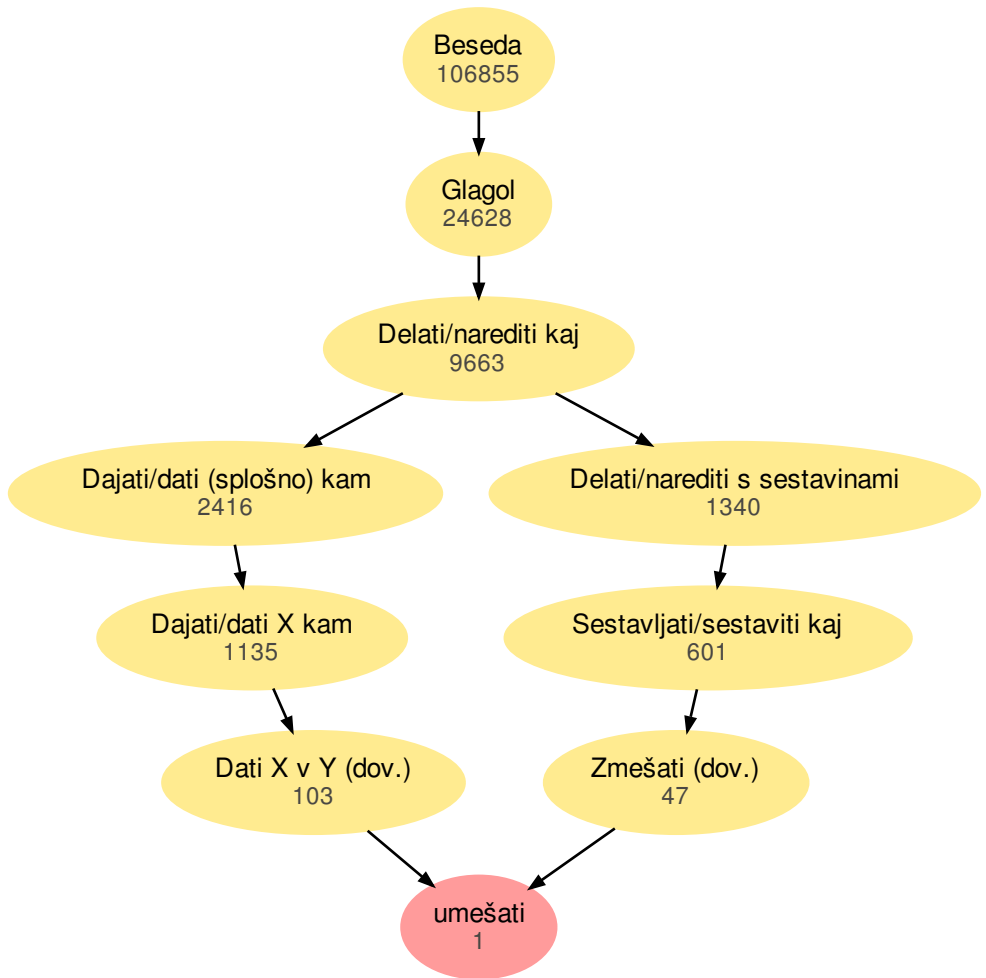 Beseda
106855
Glagol
24628
Delati/narediti kaj
9663
Dajati/dati (splošno) kam
2416
Delati/narediti s sestavinami
1340
Dajati/dati X kam
1135
Sestavljati/sestaviti kaj
601
Dati X v Y (dov.)
103
Zmešati (dov.)
47
umešati
1